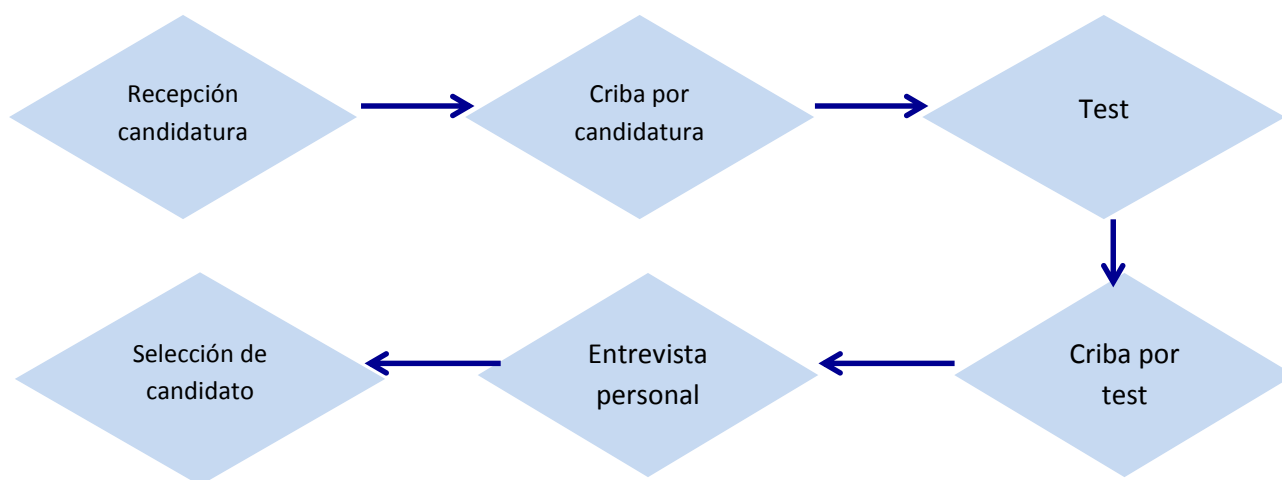 Recepción
candidatura
Criba por
candidatura
Test
Selección de
candidato
Entrevista
personal
Criba por
test